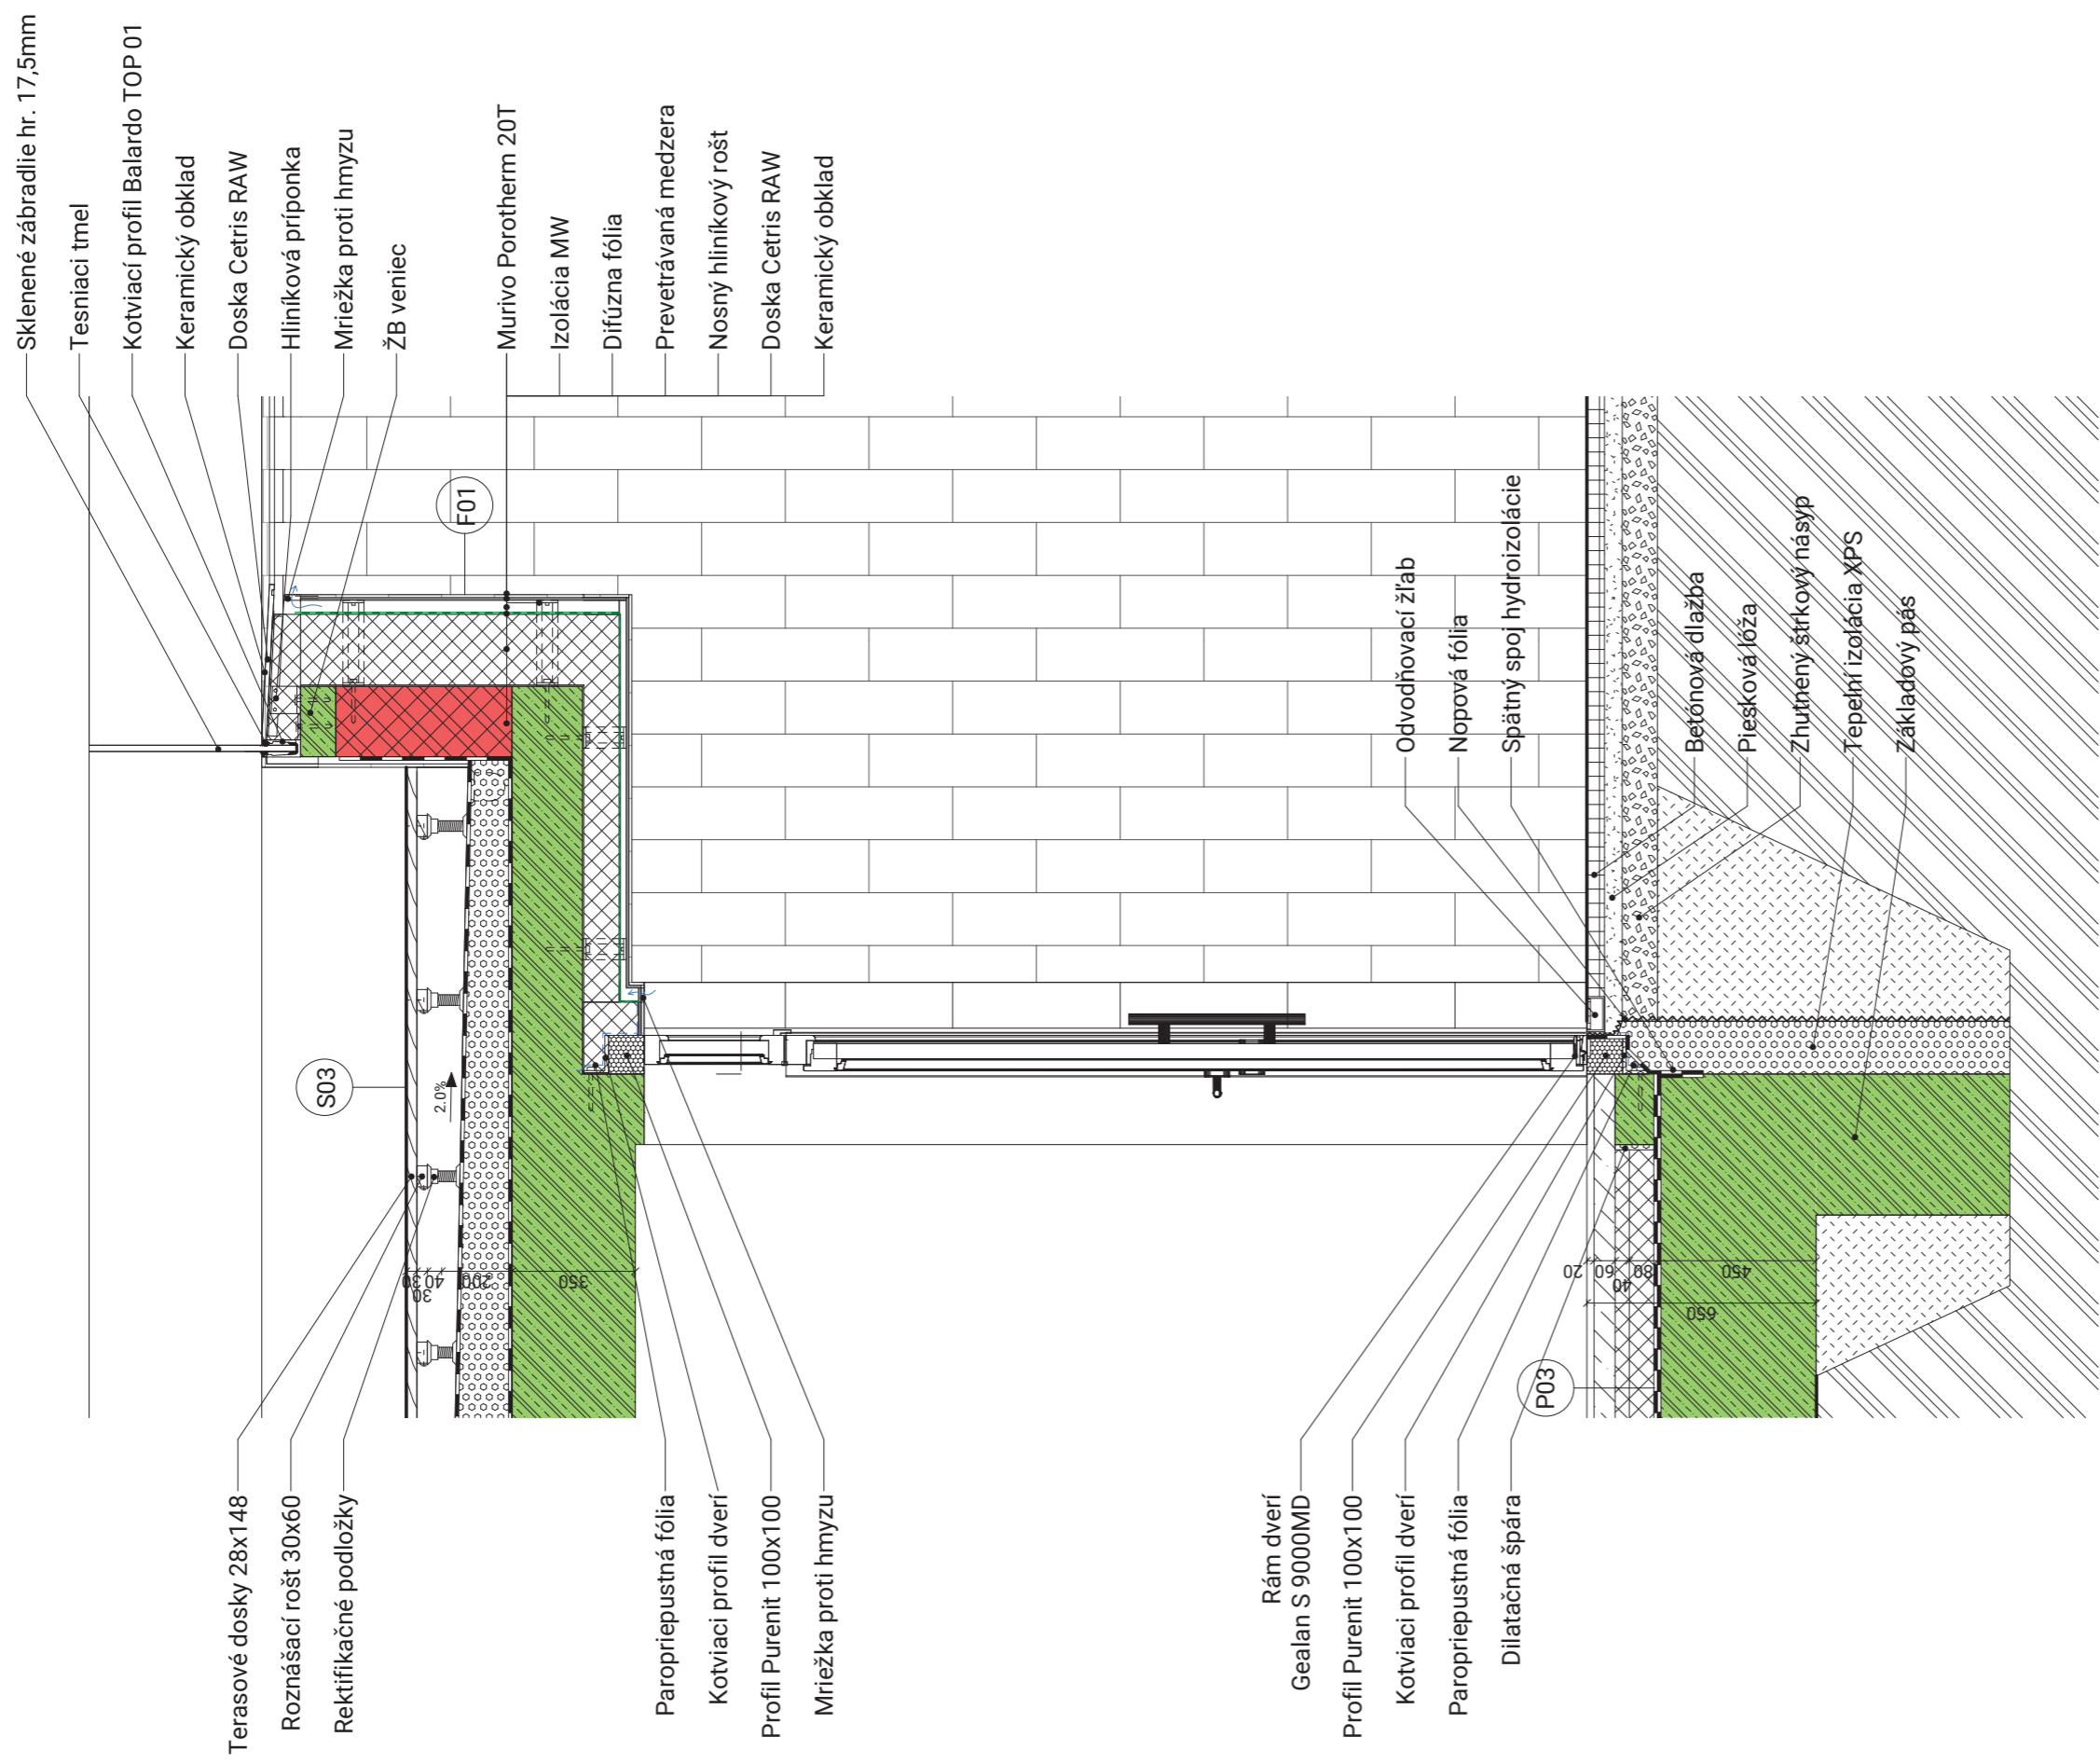 Sklenené zábradlie hr. 17,5mm
Tesniaci tmel
Kotviací profil Balardo TOP 01
Keramický obklad
Doska Cetris RAW
Hliníková príponka
Mriežka proti hmyzu
ŽB veniec
Murivo Porotherm 20T
Izolácia MW
Difúzna fólia
Prevetrávaná medzera
Nosný hliníkový rošt
Doska Cetris RAW
Keramický obklad
F01
Odvodňovací žľab
Nopová fólia
Spätný spoj hydroizolácie
Betónová dlažba
Piesková lóža
Zhutnený štrkový násyp
Tepelní izolácia XPS
Základový pás
S03
2.0%
30
40
30
40
200
350
20
60
40
80
450
650
P03
Terasové dosky 28x148
Roznášací rošt 30x60
Rektifikačné podložky
Paropriepustná fólia
Kotviaci profil dverí
Profil Purenit 100x100
Mriežka proti hmyzu
Rám dverí
Gealan S 9000MD
Profil Purenit 100x100
Kotviaci profil dverí
Paropriepustná fólia
Dilatačná špára